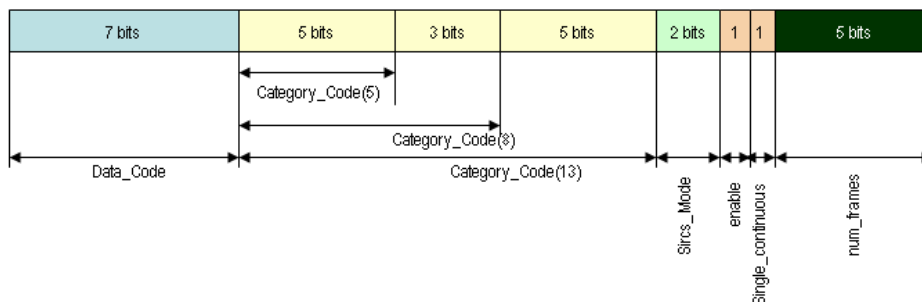 7 bits 5 bits 3 bits 5 bits 2 bits 1 1 5 bits
Category_Code(5)
Category_Code(8)
Data_Code
Category_Code(13)
Sircs_Mode
enable
Single_continuous
num_frames